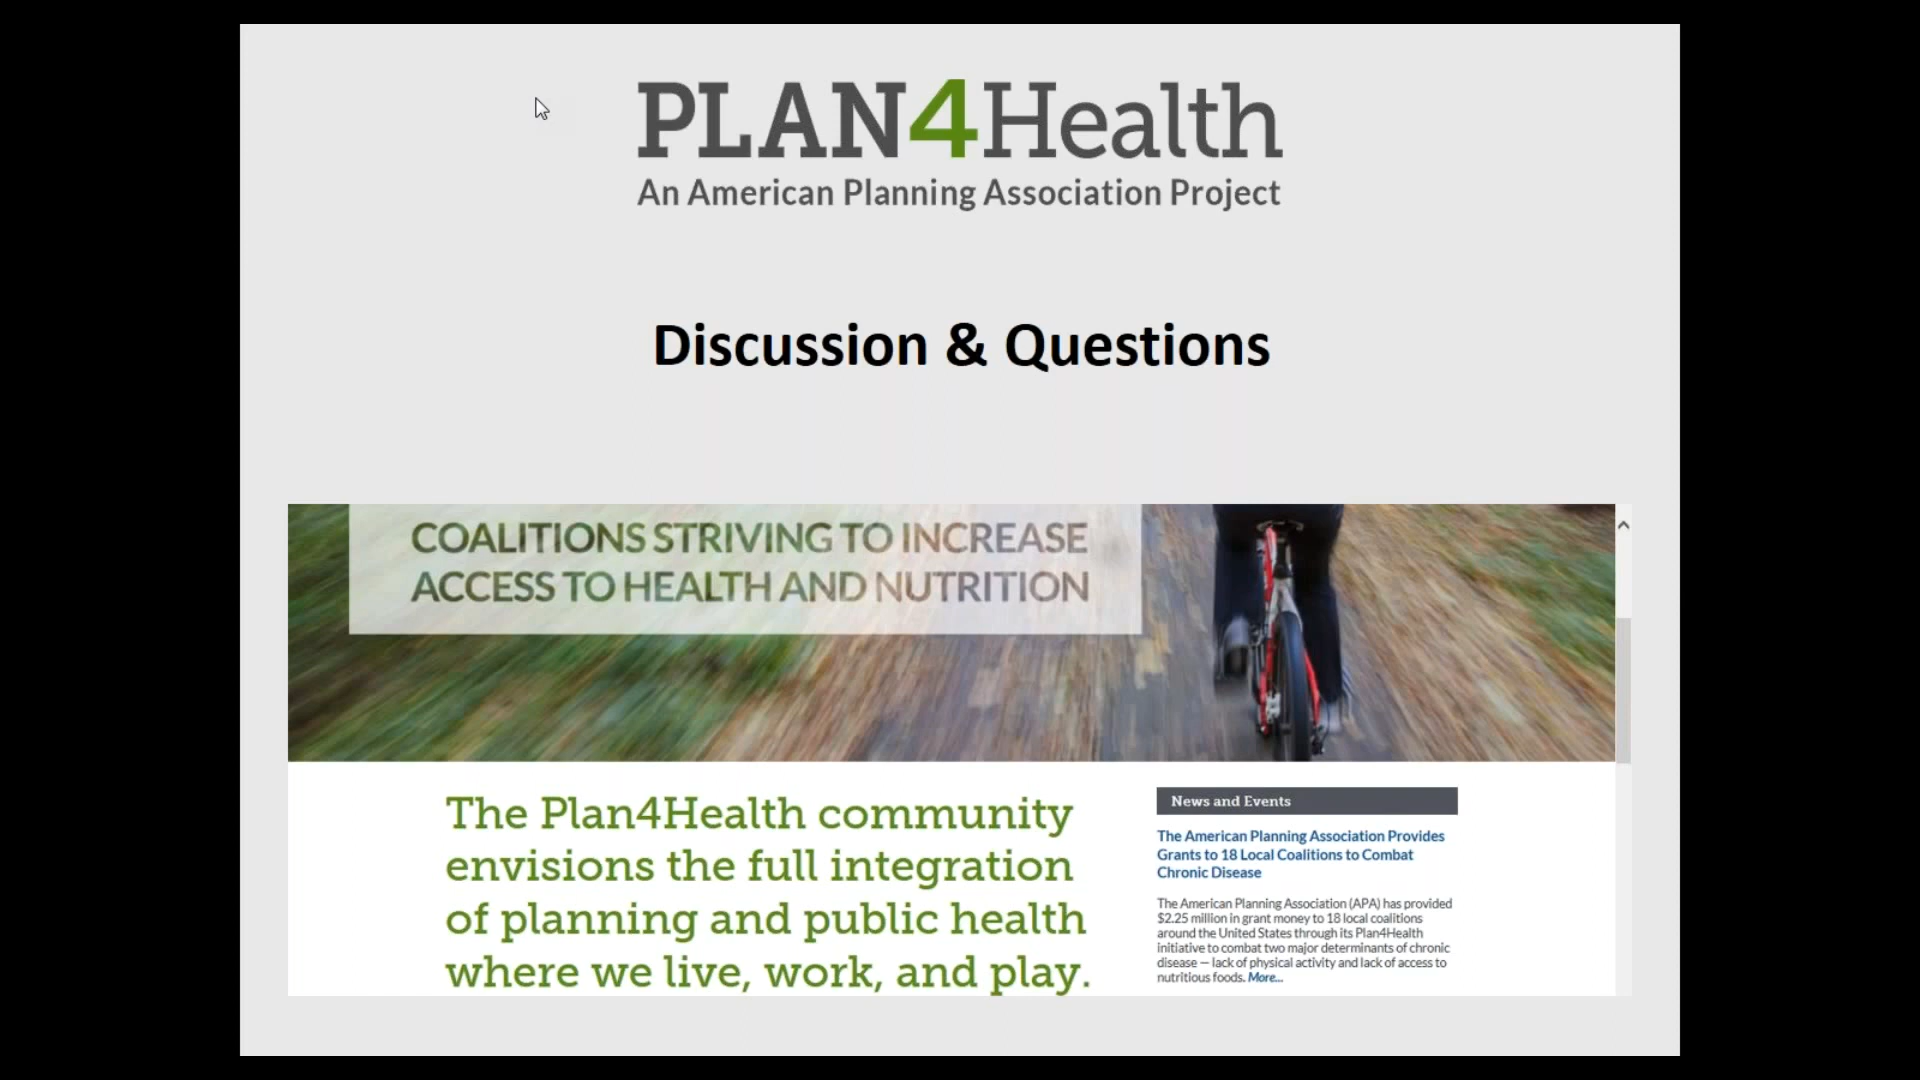 PLAN4Health
An American Planning Association Project
Discussion & Questions
COALITIONS STRIVING TO INCREASE
ACCESS TO HEALTH AND NUTRITION
The Plan4Health community
envisions the full integration
of planning and public health
where we live, work, and play.
News and Events
The American Planning Association Provides
Grants to 18 Local Coalitions to Combat
Chronic Disease
The American Planning Association (APA) has provided
$2.25 million in grant money to 18 local coalitions
around the United States through its Plan4Health
initiative to combat two major determinants of chronic
disease — lack of physical activity and lack of access to
nutritious foods. More...